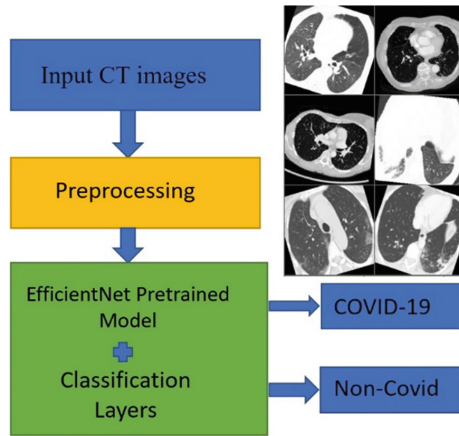 Input CT images
Preprocessing
EfficientNet Pretrained
Model
Classification
Layers
COVID-19
Non-Covid